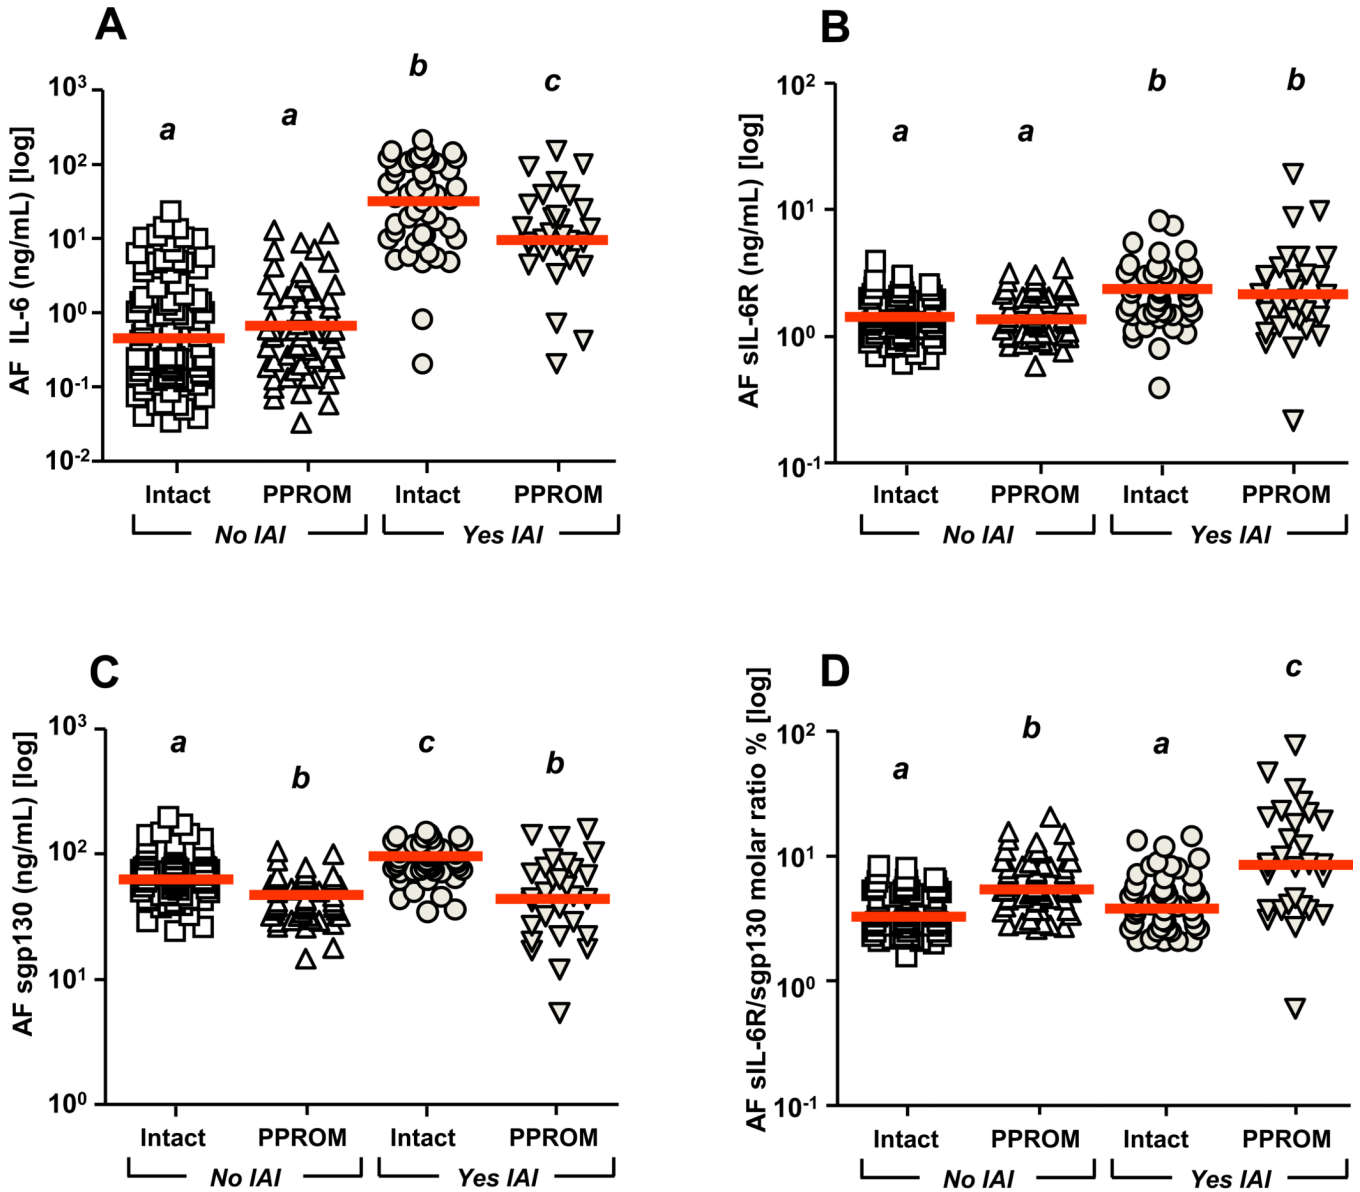 A
AF IL-6 (ng/mL) [log]
10³
10²
10¹
10⁰
10⁻¹
10⁻²
a
a
b
c
Intact
PPROM
Intact
PPROM
No IAI
Yes IAI
B
AF sIL-6R (ng/mL) [log]
10²
10¹
10⁰
10⁻¹
a
a
b
b
Intact
PPROM
Intact
PPROM
No IAI
Yes IAI
C
AF sgp130 (ng/mL) [log]
10³
10²
10¹
10⁰
a
b
c
b
Intact
PPROM
Intact
PPROM
No IAI
Yes IAI
D
AF sIL-6R/sgp130 molar ratio % [log]
10²
10¹
10⁰
10⁻¹
a
b
a
c
Intact
PPROM
Intact
PPROM
No IAI
Yes IAI